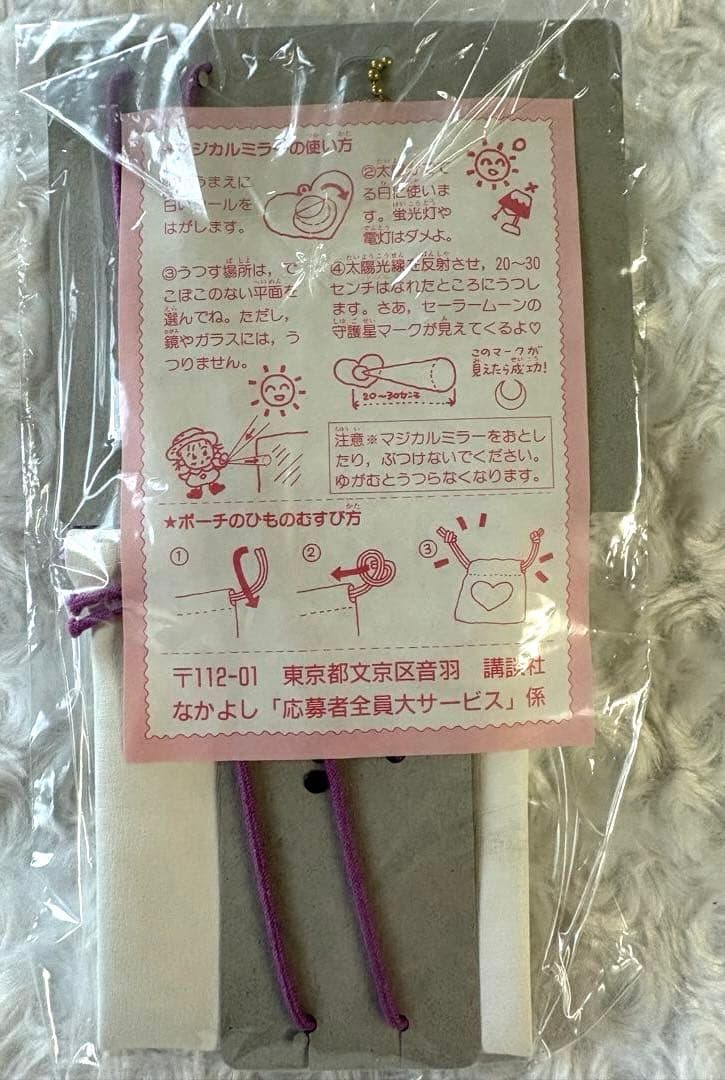 マジカルミラーの使い方
うまえに
白いシールを
はがします。
②太
る日に使いま
す。蛍光灯や
電灯はダメよ。
③うつす場所は，で
こぼこのない平面を
選んでね。ただし，
鏡やガラスには，う
つりません。
④太陽光線を反射させ，20〜30
センチはなれたところにうつし
ます。さあ，セーラームーンの
守護星マークが見えてくるよ♡
20〜30センチ
このマークが
見えたら成功!
注意※マジカルミラーをおとし
たり，ぶつけないでください。
ゆがむとうつらなくなります。
★ポーチのひものむすび方
①
②
③
〒112-01 東京都文京区音羽 講談社
なかよし「応募者全員大サービス」係